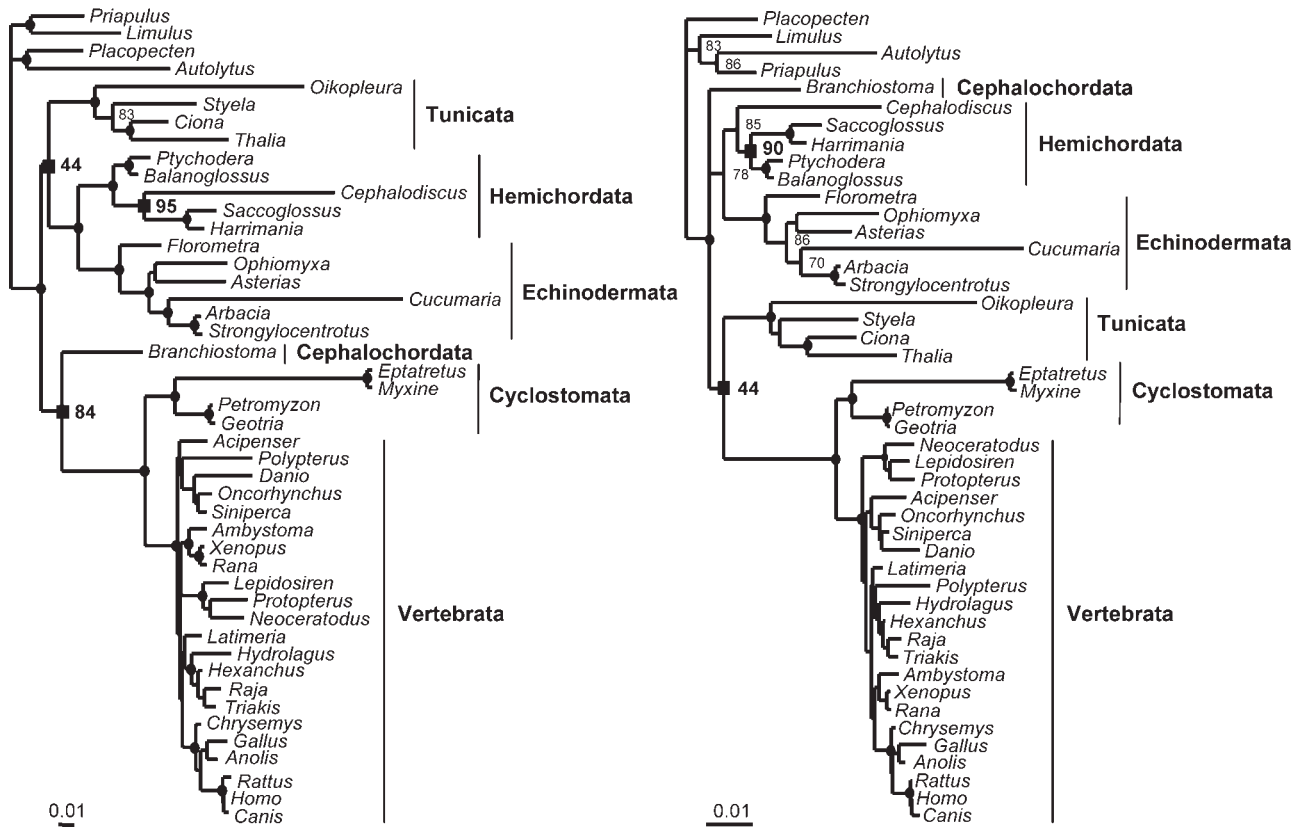 Priapulus
Limulus
Placopecten
Autolytus
Oikopleura
Styela
83
Ciona
Thalia
Tunicata
44
Ptychodera
Balanoglossus
Cephalodiscus
95
Saccoglossus
Harrimania
Hemichordata
Florometra
Ophiomyxa
Asterias
Cucumaria
Arbacia
Strongylocentrotus
Echinodermata
Branchiostoma
Cephalochordata
84
Eptatretus
Myxine
Petromyzon
Geotria
Cyclostomata
Acipenser
Polypterus
Danio
Oncorhynchus
Siniperca
Ambystoma
Xenopus
Rana
Lepidosiren
Protopterus
Neoceratodus
Latimeria
Hydrolagus
Hexanchus
Raja
Triakis
Chrysemys
Gallus
Anolis
Rattus
Homo
Canis
Vertebrata
0.01
Placopecten
Limulus
83
Autolytus
86
Priapulus
Branchiostoma
Cephalochordata
Cephalodiscus
85
Saccoglossus
90
Harrimania
Ptychodera
78
Balanoglossus
Hemichordata
Florometra
Ophiomyxa
Asterias
86
Cucumaria
70
Arbacia
Strongylocentrotus
Echinodermata
Oikopleura
Styela
Ciona
Thalia
Tunicata
44
Eptatretus
Myxine
Petromyzon
Geotria
Cyclostomata
Neoceratodus
Lepidosiren
Protopterus
Acipenser
Oncorhynchus
Siniperca
Danio
Latimeria
Polypterus
Hydrolagus
Hexanchus
Raja
Triakis
Ambystoma
Xenopus
Rana
Chrysemys
Gallus
Anolis
Rattus
Homo
Canis
Vertebrata
0.01